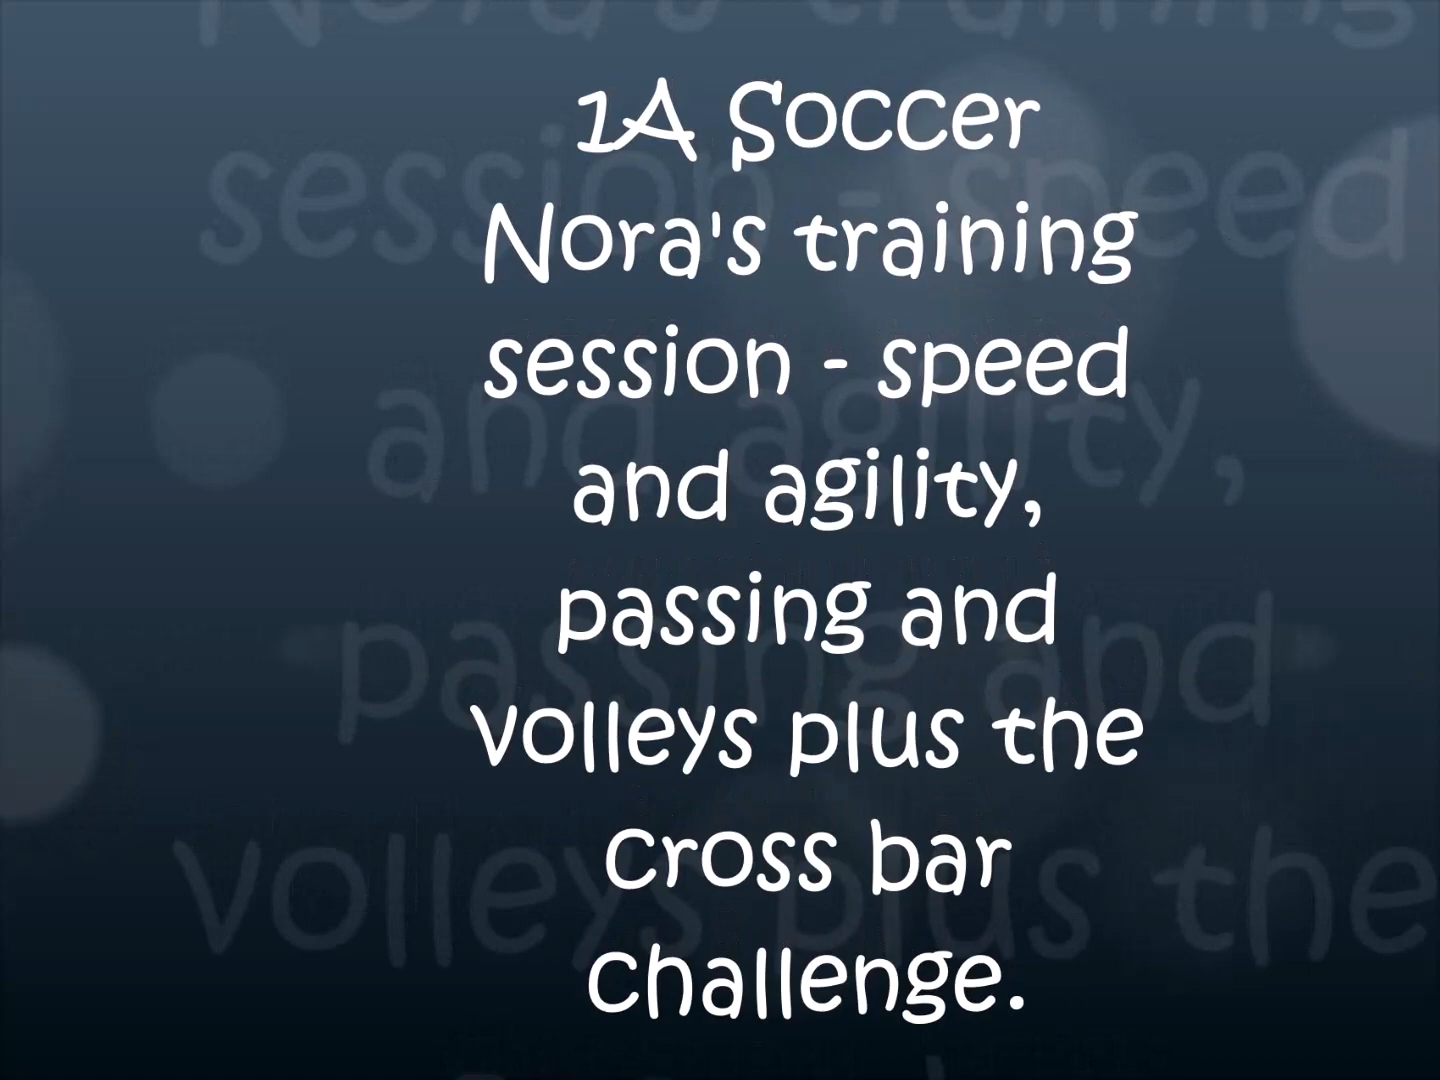 1A Soccer
Nora's training
session - speed
and agility,
passing and
volleys plus the
cross bar
challenge.